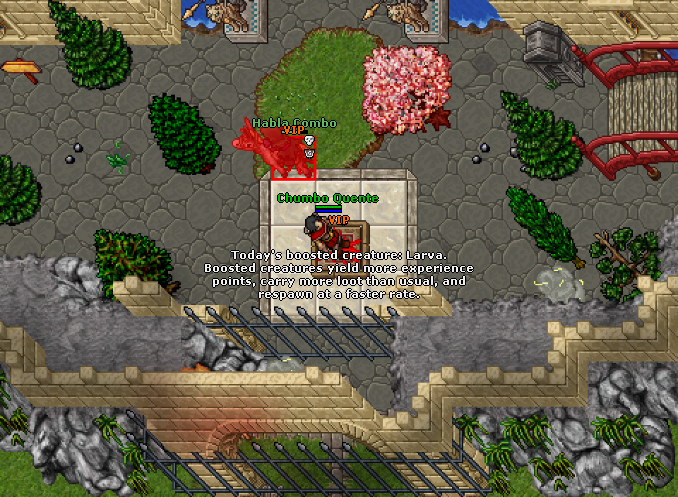 Habla Combo
VIP
Chumbo Quente
VIP
Today's boosted creature: Larva.
Boosted creatures yield more experience
points, carry more loot than usual, and
respawn at a faster rate.